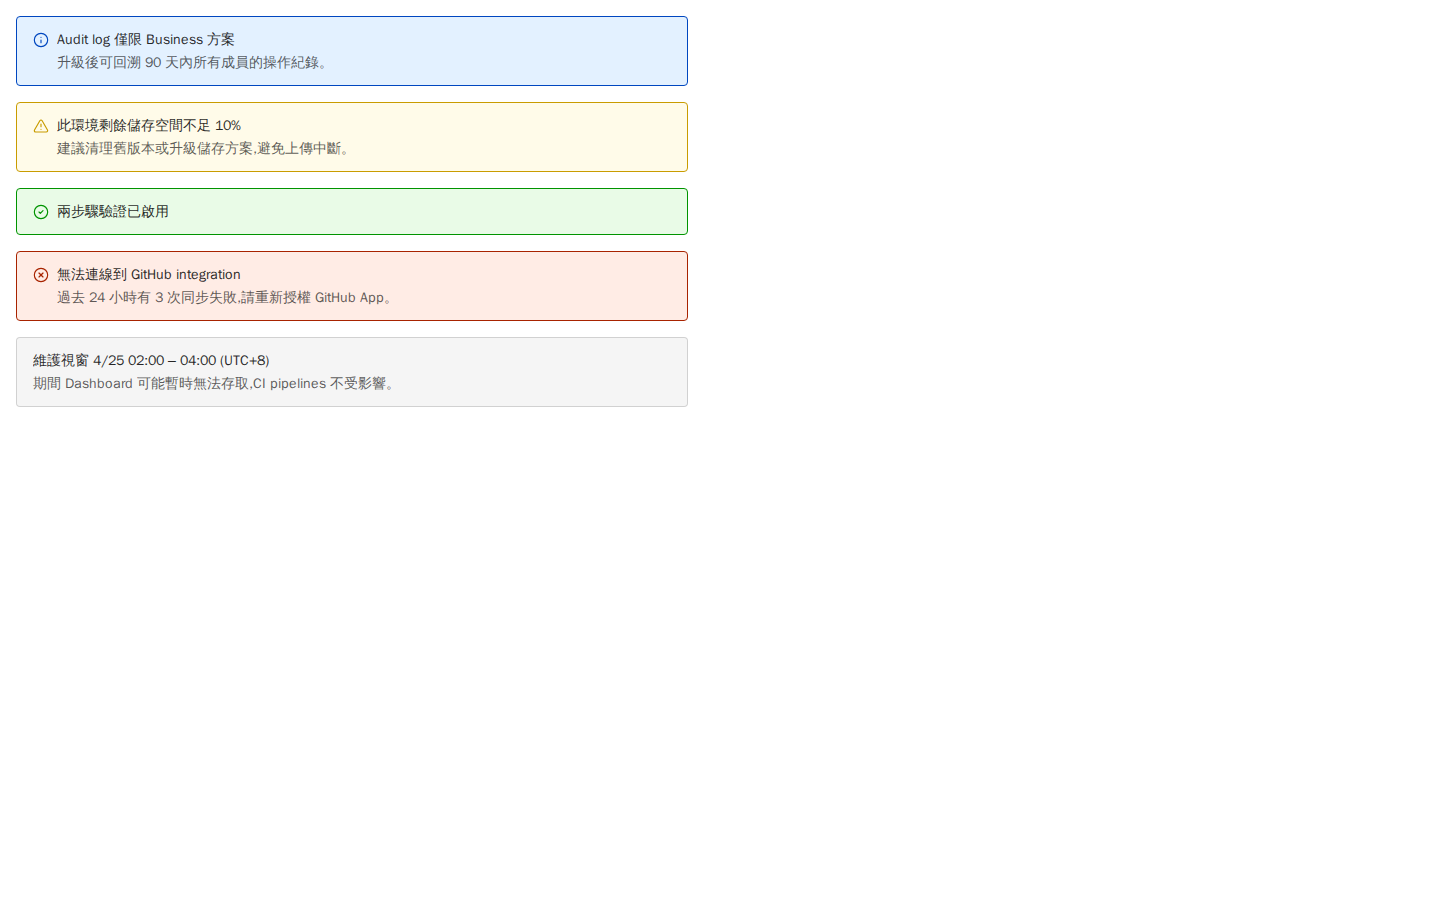 Audit log 僅限 Business 方案
升級後可回溯 90 天內所有成員的操作紀錄。
此環境剩餘儲存空間不足 10%
建議清理舊版本或升級儲存方案,避免上傳中斷。
兩步驟驗證已啟用
無法連線到 GitHub integration
過去 24 小時有 3 次同步失敗,請重新授權 GitHub App。
維護視窗 4/25 02:00 – 04:00 (UTC+8)
期間 Dashboard 可能暫時無法存取,CI pipelines 不受影響。